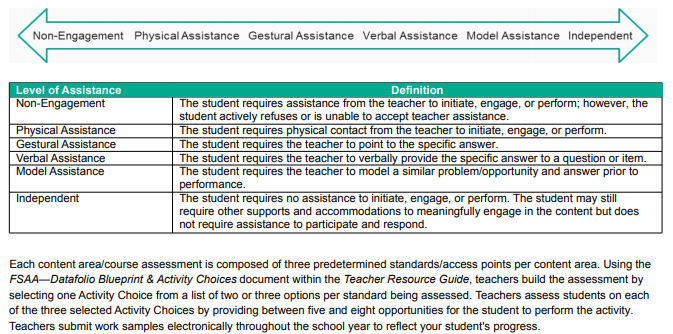 Non-Engagement Physical Assistance Gestural Assistance Verbal Assistance Model Assistance Independent
Level of Assistance Definition
Non-Engagement The student requires assistance from the teacher to initiate, engage, or perform; however, the
student actively refuses or is unable to accept teacher assistance.
Physical Assistance The student requires physical contact from the teacher to initiate, engage, or perform.
Gestural Assistance The student requires the teacher to point to the specific answer.
Verbal Assistance The student requires the teacher to verbally provide the specific answer to a question or item.
Model Assistance The student requires the teacher to model a similar problem/opportunity and answer prior to
performance.
Independent The student requires no assistance to initiate, engage, or perform. The student may still
require other supports and accommodations to meaningfully engage in the content but does
not require assistance to participate and respond.
Each content area/course assessment is composed of three predetermined standards/access points per content area. Using the
FSAA—Datafolio Blueprint & Activity Choices document within the Teacher Resource Guide, teachers build the assessment by
selecting one Activity Choice from a list of two or three options per standard being assessed. Teachers assess students on each
of the three selected Activity Choices by providing between five and eight opportunities for the student to perform the activity.
Teachers submit work samples electronically throughout the school year to reflect your student's progress.